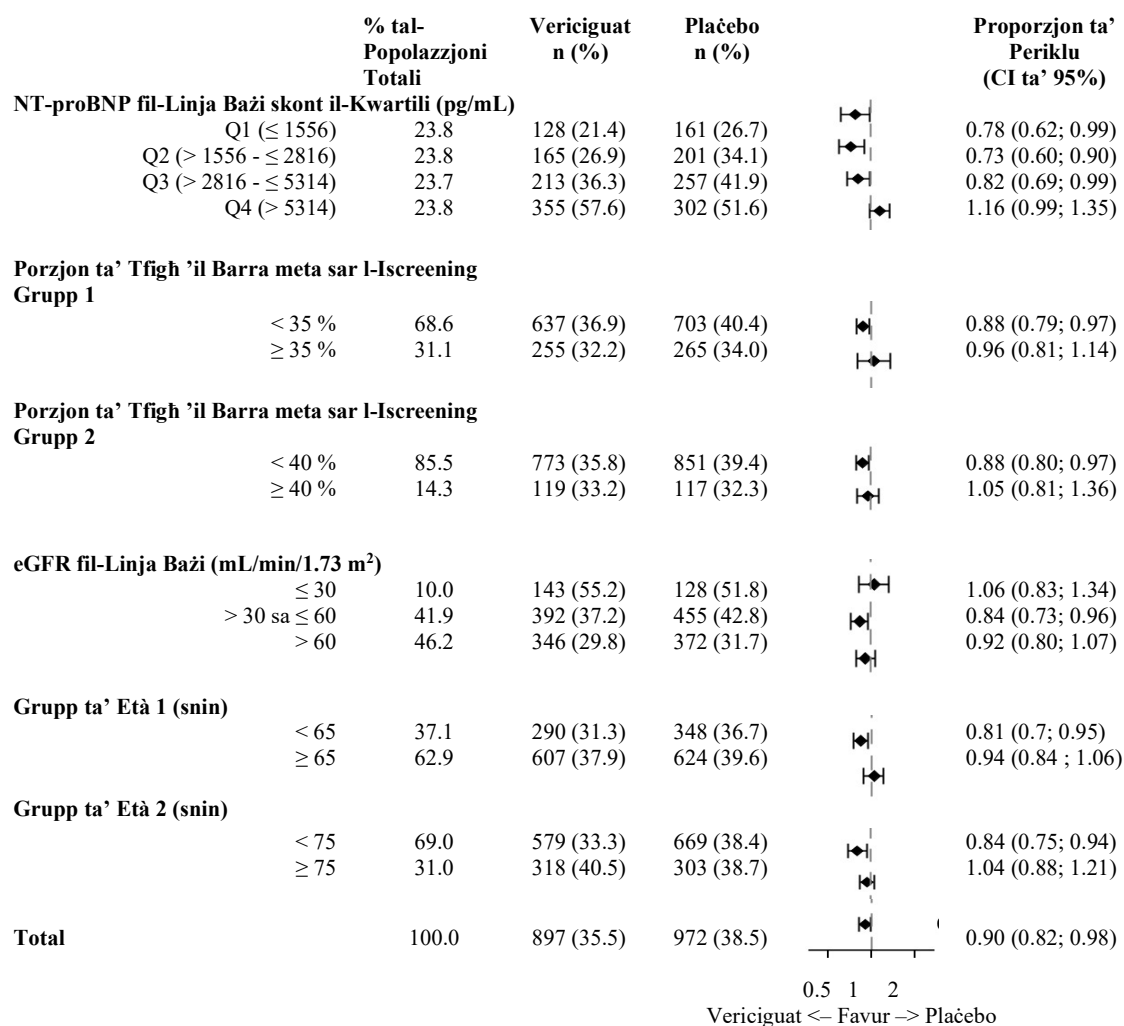 % tal-Popolazzjoni Totali Vericiguat n (%) Plaċebo n (%) Proporzjon ta’ Periklu (CI ta’ 95%)
NT-proBNP fil-Linja Bażi skont il-Kwartili (pg/mL)
Q1 (≤ 1556) 23.8 128 (21.4) 161 (26.7) 0.78 (0.62; 0.99)
Q2 (> 1556 - ≤ 2816) 23.8 165 (26.9) 201 (34.1) 0.73 (0.60; 0.90)
Q3 (> 2816 - ≤ 5314) 23.7 213 (36.3) 257 (41.9) 0.82 (0.69; 0.99)
Q4 (> 5314) 23.8 355 (57.6) 302 (51.6) 1.16 (0.99; 1.35)
Porzjon ta’ Tfigħ ’il Barra meta sar l-Iscreening
Grupp 1
< 35 % 68.6 637 (36.9) 703 (40.4) 0.88 (0.79; 0.97)
≥ 35 % 31.1 255 (32.2) 265 (34.0) 0.96 (0.81; 1.14)
Porzjon ta’ Tfigħ ’il Barra meta sar l-Iscreening
Grupp 2
< 40 % 85.5 773 (35.8) 851 (39.4) 0.88 (0.80; 0.97)
≥ 40 % 14.3 119 (33.2) 117 (32.3) 1.05 (0.81; 1.36)
eGFR fil-Linja Bażi (mL/min/1.73 m²)
≤ 30 10.0 143 (55.2) 128 (51.8) 1.06 (0.83; 1.34)
> 30 sa ≤ 60 41.9 392 (37.2) 455 (42.8) 0.84 (0.73; 0.96)
> 60 46.2 346 (29.8) 372 (31.7) 0.92 (0.80; 1.07)
Grupp ta’ Età 1 (snin)
< 65 37.1 290 (31.3) 348 (36.7) 0.81 (0.7; 0.95)
≥ 65 62.9 607 (37.9) 624 (39.6) 0.94 (0.84 ; 1.06)
Grupp ta’ Età 2 (snin)
< 75 69.0 579 (33.3) 669 (38.4) 0.84 (0.75; 0.94)
≥ 75 31.0 318 (40.5) 303 (38.7) 1.04 (0.88; 1.21)
Total 100.0 897 (35.5) 972 (38.5) 0.90 (0.82; 0.98)
0.5 1 2
Vericiguat <– Favur –> Plaċebo